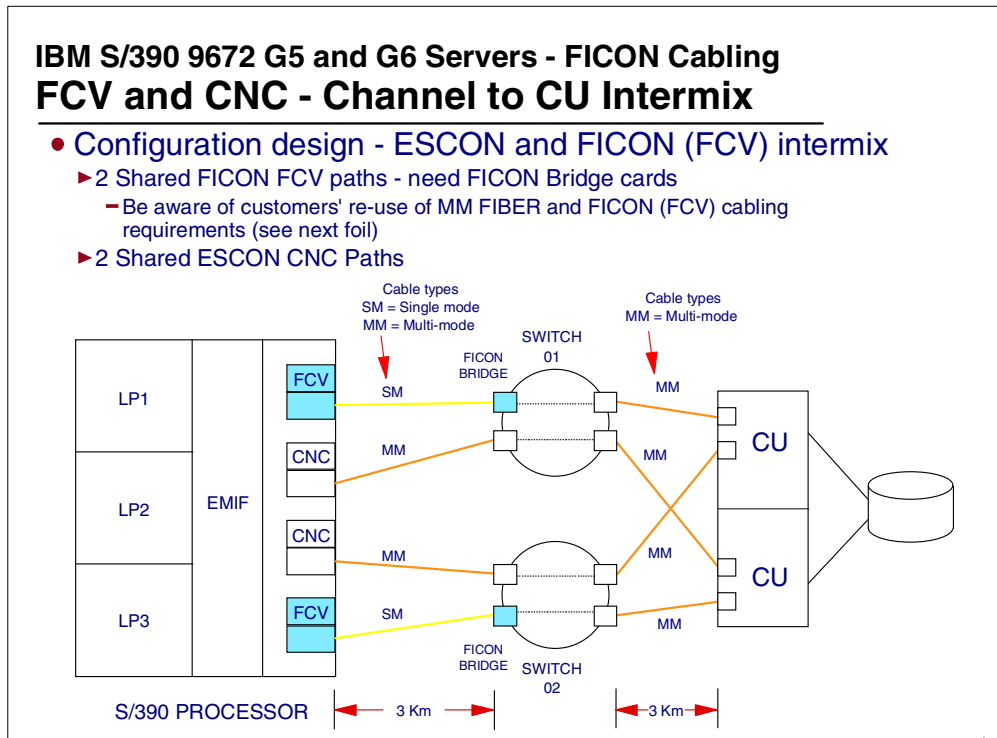 IBM S/390 9672 G5 and G6 Servers - FICON Cabling
FCV and CNC - Channel to CU Intermix
Configuration design - ESCON and FICON (FCV) intermix
2 Shared FICON FCV paths - need FICON Bridge cards
Be aware of customers' re-use of MM FIBER and FICON (FCV) cabling
requirements (see next foil)
2 Shared ESCON CNC Paths
Cable types
SM = Single mode
MM = Multi-mode
Cable types
MM = Multi-mode
SWITCH
01
FICON
BRIDGE
FCV
SM
MM
LP1
CNC
MM
MM
CU
LP2
EMIF
CNC
MM
MM
CU
LP3
FCV
SM
MM
FICON
BRIDGE
SWITCH
02
S/390 PROCESSOR
3 Km
3 Km